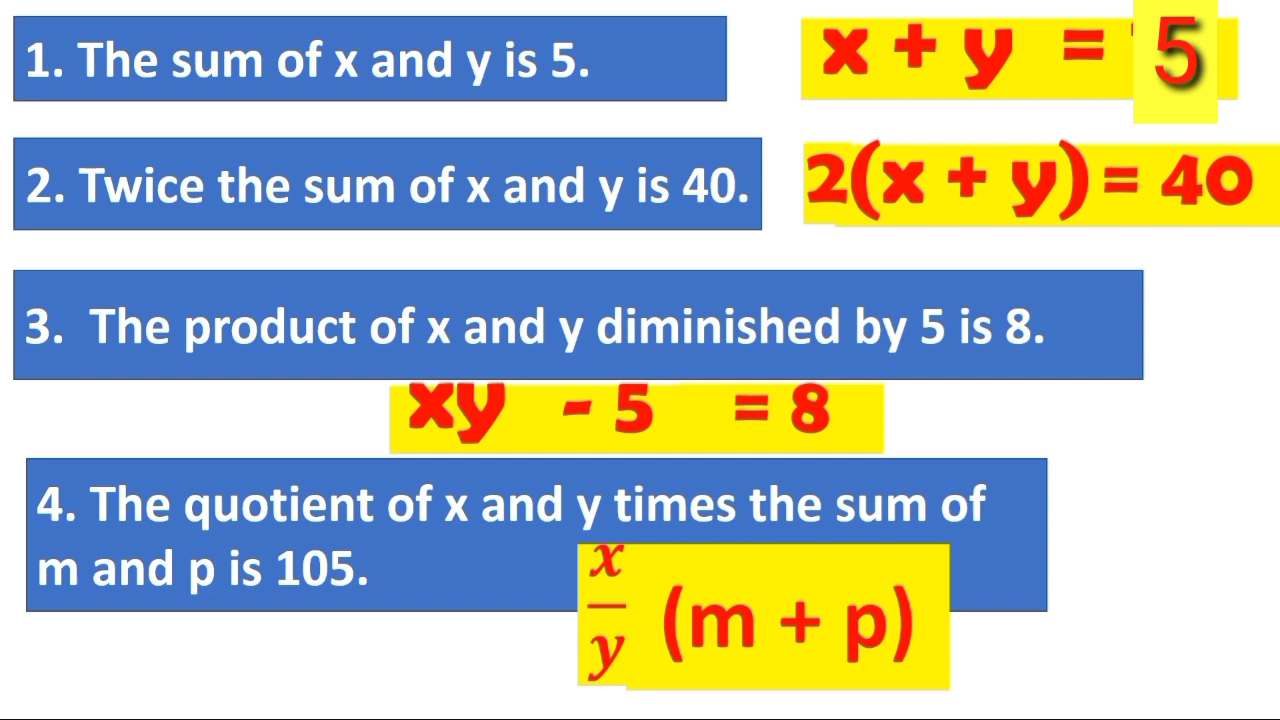 1. The sum of x and y is 5.
x + y = 5
2. Twice the sum of x and y is 40.
2(x + y) = 40
3. The product of x and y diminished by 5 is 8.
xy - 5 = 8
4. The quotient of x and y times the sum of
m and p is 105.
x/y (m + p)